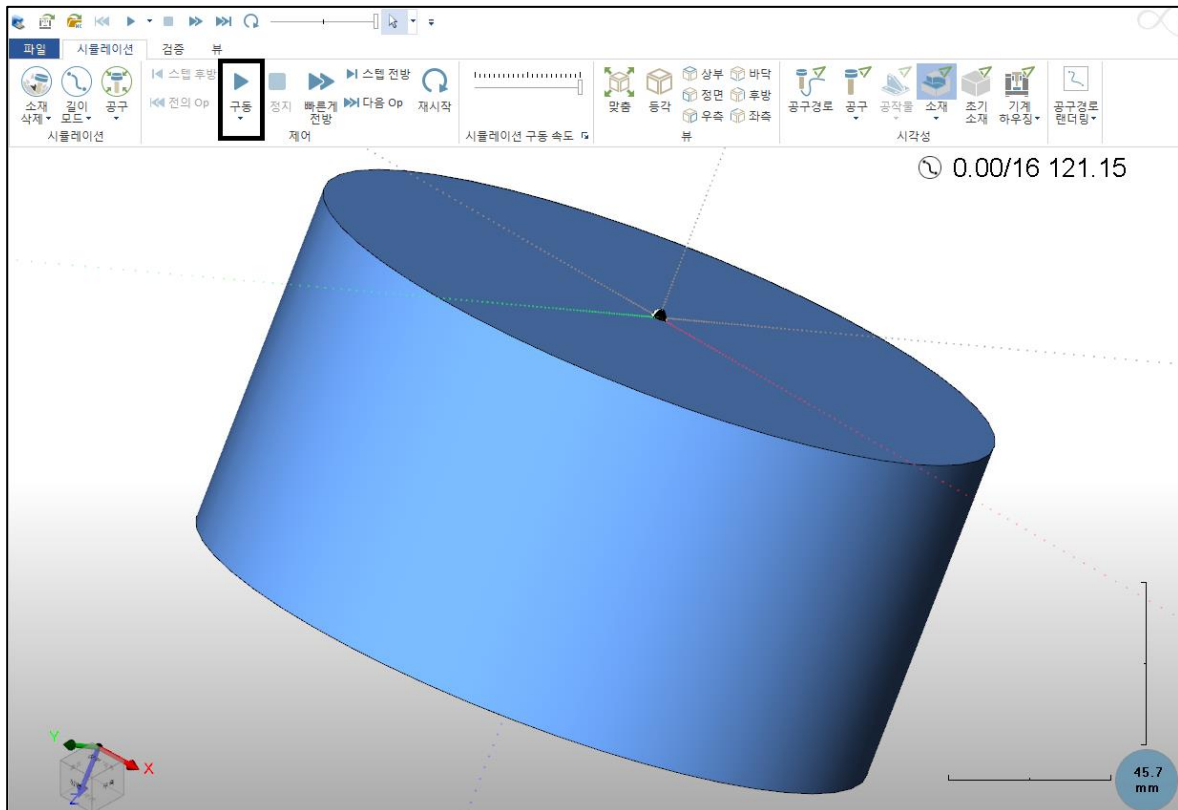 파일 시뮬레이션 검증 뷰
소재 삭제 길이 모드 공구
스텝 후방
전의 Op
구동
정지
빠른게 전방
스텝 전방
다음 Op
재시작
맞춤
등각
상부 바닥
정면 후방
우측 좌측
공구경로 공구 공작물 소재 초기 소재 기계 하우징
공구경로 랜더링
시뮬레이션 제어 시뮬레이션 구동 속도 뷰 시각성
0.00/16 121.15
Y
X
Z
45.7
mm